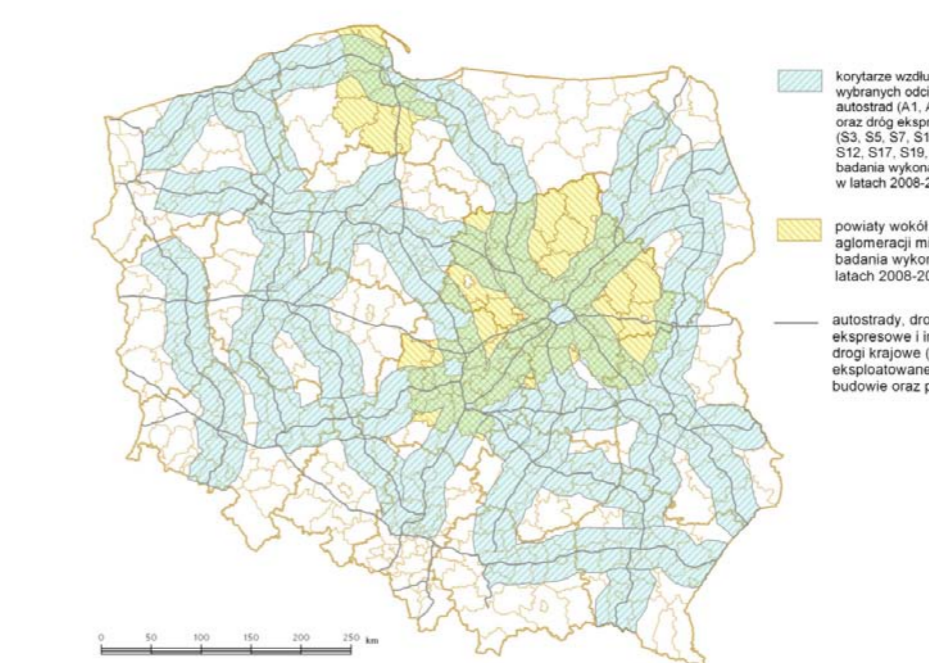 korytarze wzdłu
wybranych odci
autostrad (A1, A
oraz dróg ekspre
(S3, S5, S7, S1
S12, S17, S19,
badania wykona
w latach 2008-2
powiaty wokół
aglomeracji mi
badania wykon
latach 2008-20
autostrady, dro
ekspresowe i in
drogi krajowe (
eksploatowane
budowie oraz p
0 50 100 150 200 250 km